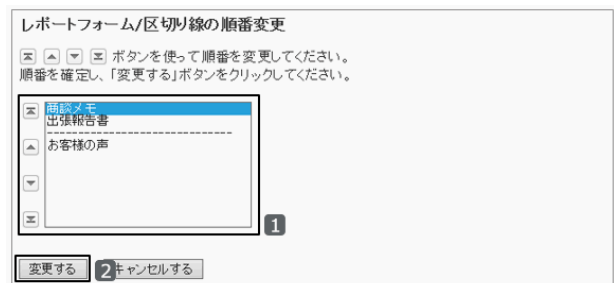 レポートフォーム/区切り線の順番変更
ボタンを使って順番を変更してください。
順番を確定し、「変更する」ボタンをクリックしてください。
商談メモ
出張報告書
------------------------------
お客様の声
1
変更する 2 キャンセルする